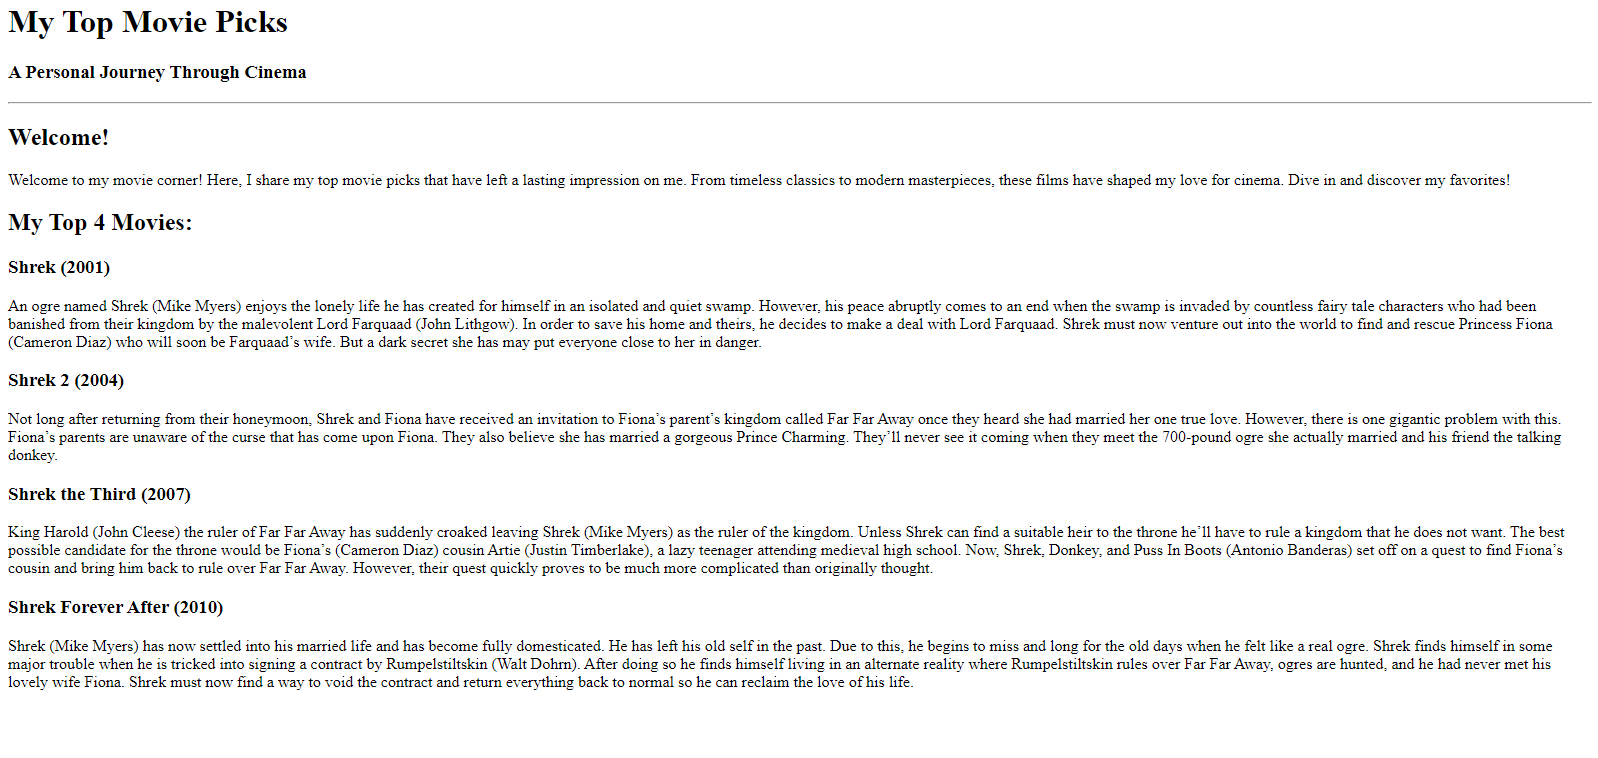 My Top Movie Picks
A Personal Journey Through Cinema
Welcome!
Welcome to my movie corner! Here, I share my top movie picks that have left a lasting impression on me. From timeless classics to modern masterpieces, these films have shaped my love for cinema. Dive in and discover my favorites!
My Top 4 Movies:
Shrek (2001)
An ogre named Shrek (Mike Myers) enjoys the lonely life he has created for himself in an isolated and quiet swamp. However, his peace abruptly comes to an end when the swamp is invaded by countless fairy tale characters who had been
banished from their kingdom by the malevolent Lord Farquaad (John Lithgow). In order to save his home and theirs, he decides to make a deal with Lord Farquaad. Shrek must now venture out into the world to find and rescue Princess Fiona
(Cameron Diaz) who will soon be Farquaad’s wife. But a dark secret she has may put everyone close to her in danger.
Shrek 2 (2004)
Not long after returning from their honeymoon, Shrek and Fiona have received an invitation to Fiona’s parent’s kingdom called Far Far Away once they heard she had married her one true love. However, there is one gigantic problem with this.
Fiona’s parents are unaware of the curse that has come upon Fiona. They also believe she has married a gorgeous Prince Charming. They’ll never see it coming when they meet the 700-pound ogre she actually married and his friend the talking
donkey.
Shrek the Third (2007)
King Harold (John Cleese) the ruler of Far Far Away has suddenly croaked leaving Shrek (Mike Myers) as the ruler of the kingdom. Unless Shrek can find a suitable heir to the throne he’ll have to rule a kingdom that he does not want. The best
possible candidate for the throne would be Fiona’s (Cameron Diaz) cousin Artie (Justin Timberlake), a lazy teenager attending medieval high school. Now, Shrek, Donkey, and Puss In Boots (Antonio Banderas) set off on a quest to find Fiona’s
cousin and bring him back to rule over Far Far Away. However, their quest quickly proves to be much more complicated than originally thought.
Shrek Forever After (2010)
Shrek (Mike Myers) has now settled into his married life and has become fully domesticated. He has left his old self in the past. Due to this, he begins to miss and long for the old days when he felt like a real ogre. Shrek finds himself in some
major trouble when he is tricked into signing a contract by Rumpelstiltskin (Walt Dohrn). After doing so he finds himself living in an alternate reality where Rumpelstiltskin rules over Far Far Away, ogres are hunted, and he had never met his
lovely wife Fiona. Shrek must now find a way to void the contract and return everything back to normal so he can reclaim the love of his life.